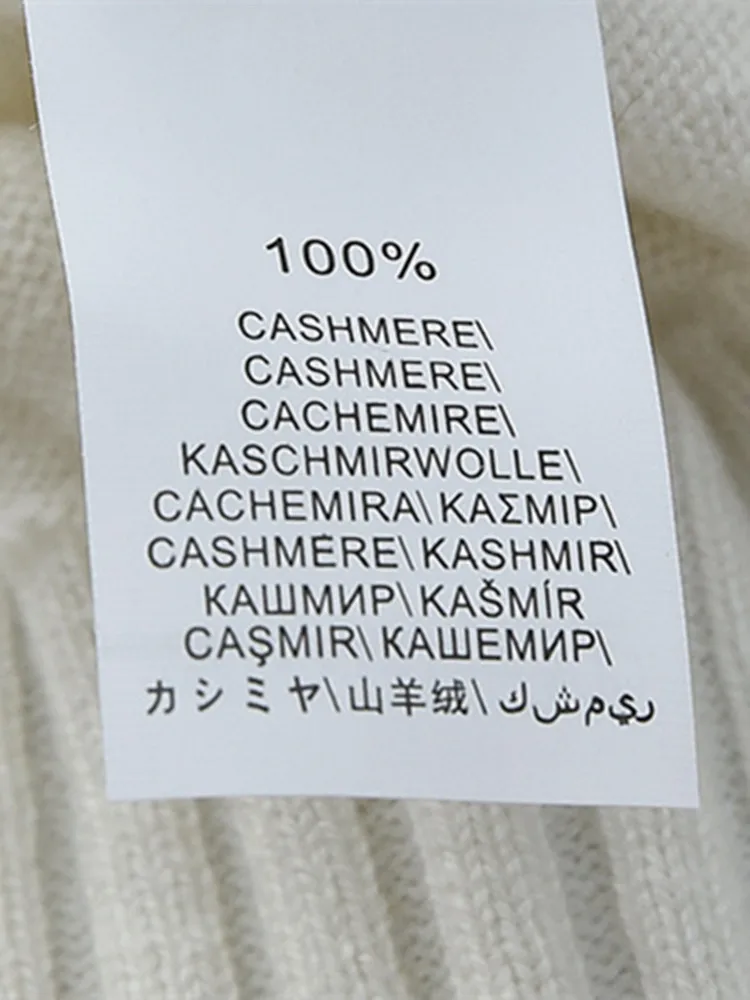 100%
CASHMERE\
CASHMERE\
CACHEMIRE\
KASCHMIRWOLLE\
CACHEMIRA\ΚΑΣΜΙΡ\
CASHMERE\KASHMIR\
КАШМИР\KAŠMÍR
CAŞMIR\КАШЕМИР\
カシミヤ\山羊绒\ ريمشك